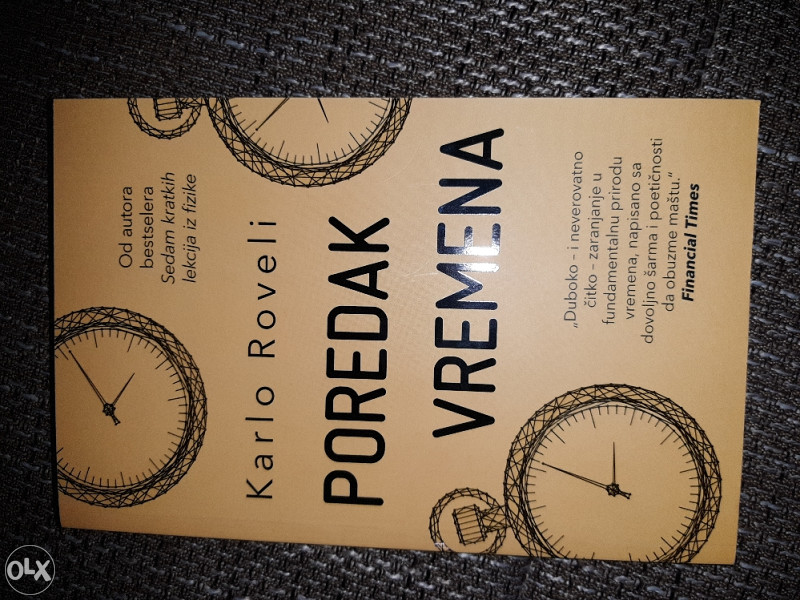 Od autora
bestselera
Sedam kratkih
lekcija iz fizike
Karlo Roveli
POREDAK
VREMENA
„Duboko – i neverovatno
čitko – zaranjanje u
fundamentalnu prirodu
vremena, napisano sa
dovoljno šarma i poetičnosti
da obuzme maštu.“
Financial Times
OLX